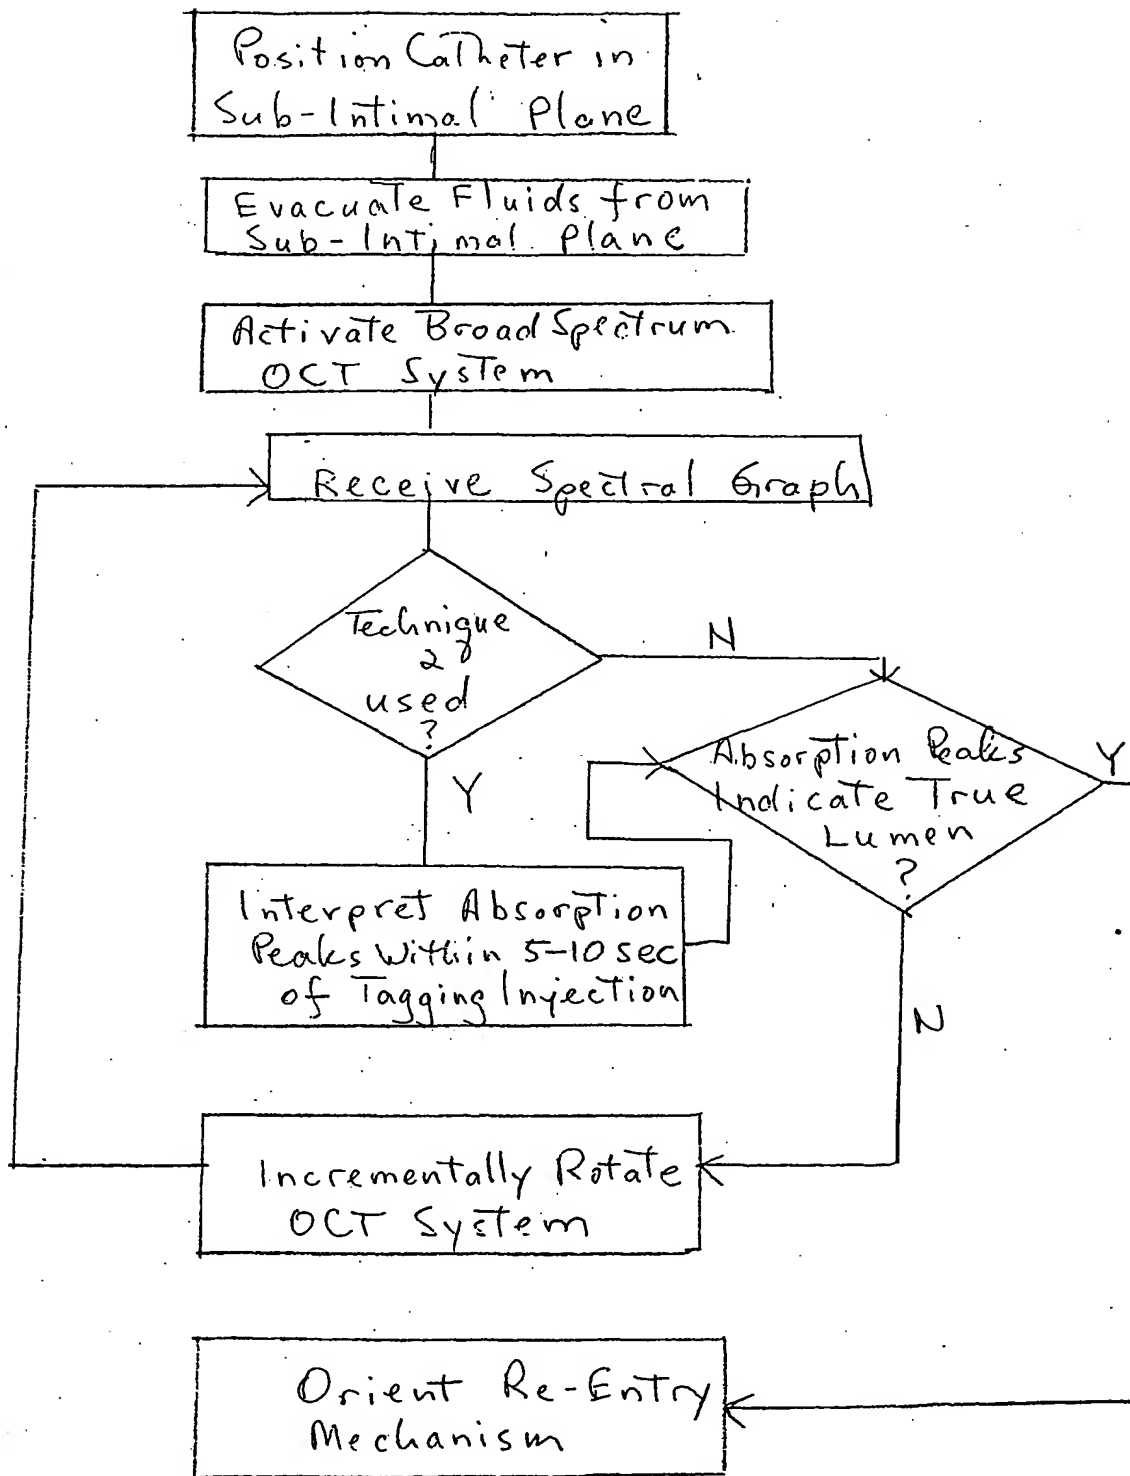 Position Catheter in
Sub-Intimal Plane
Evacuate Fluids from
Sub-Intimal Plane
Activate Broad Spectrum
OCT System
Receive Spectral Graph
Technique
2
used
?
N
Y
Absorption Peaks
Indicate True
Lumen
?
Y
N
Interpret Absorption
Peaks Within 5-10 sec
of Tagging Injection
Incrementally Rotate
OCT System
Orient Re-Entry
Mechanism